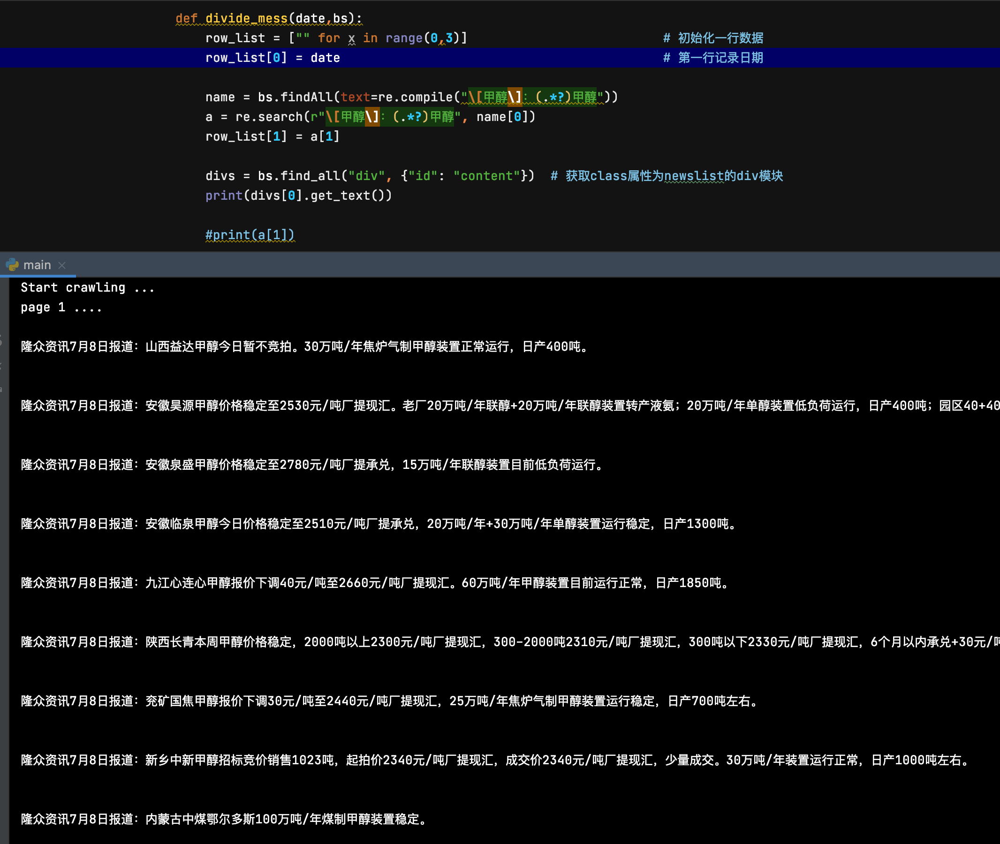 def divide_mess(date,bs):
row_list = ["" for x in range(0,3)] # 初始化一行数据
row_list[0] = date # 第一行记录日期
name = bs.findAll(text=re.compile("\[甲醇\]：(.*?)甲醇"))
a = re.search(r"\[甲醇\]：(.*?)甲醇", name[0])
row_list[1] = a[1]
divs = bs.find_all("div", {"id": "content"}) # 获取class属性为newslist的div模块
print(divs[0].get_text())
#print(a[1])
main
Start crawling ...
page 1 ....
隆众资讯7月8日报道：山西益达甲醇今日暂不竞拍。30万吨/年焦炉气制甲醇装置正常运行，日产400吨。
隆众资讯7月8日报道：安徽昊源甲醇价格稳定至2530元/吨厂提现汇。老厂20万吨/年联醇+20万吨/年联醇装置转产液氨；20万吨/年单醇装置低负荷运行，日产400吨；园区40+40
隆众资讯7月8日报道：安徽泉盛甲醇价格稳定至2780元/吨厂提承兑，15万吨/年联醇装置目前低负荷运行。
隆众资讯7月8日报道：安徽临泉甲醇今日价格稳定至2510元/吨厂提承兑，20万吨/年+30万吨/年单醇装置运行稳定，日产1300吨。
隆众资讯7月8日报道：九江心连心甲醇报价下调40元/吨至2660元/吨厂提现汇。60万吨/年甲醇装置目前运行正常，日产1850吨。
隆众资讯7月8日报道：陕西长青本周甲醇价格稳定，2000吨以上2300元/吨厂提现汇，300-2000吨2310元/吨厂提现汇，300吨以下2330元/吨厂提现汇，6个月以内承兑+30元/吨
隆众资讯7月8日报道：兖矿国焦甲醇报价下调30元/吨至2440元/吨厂提现汇，25万吨/年焦炉气制甲醇装置运行稳定，日产700吨左右。
隆众资讯7月8日报道：新乡中新甲醇招标竞价销售1023吨，起拍价2340元/吨厂提现汇，成交价2340元/吨厂提现汇，少量成交。30万吨/年装置运行正常，日产1000吨左右。
隆众资讯7月8日报道：内蒙古中煤鄂尔多斯100万吨/年煤制甲醇装置稳定。